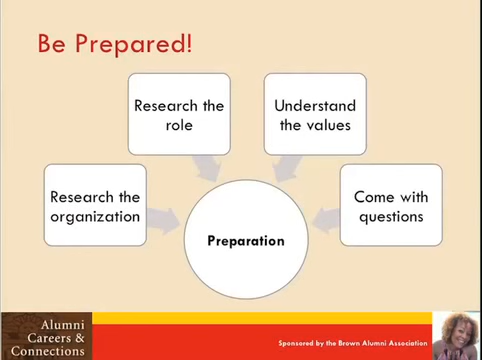 Be Prepared!
Research the
role
Understand
the values
Research the
organization
Come with
questions
Preparation
Alumni
Careers &
Connections
Sponsored by the Brown Alumni Association